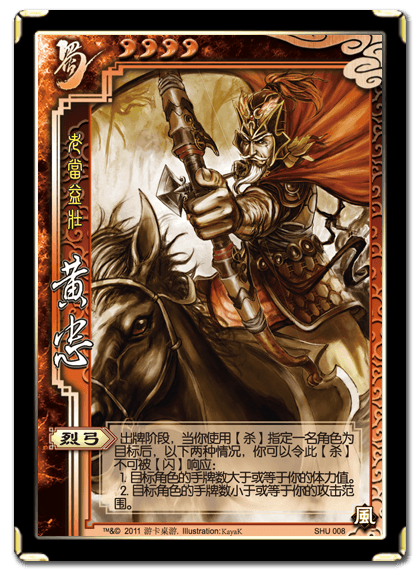 蜀
老當益壯
黃忠
烈弓
出牌阶段，当你使用【杀】指定一名角色为
目标后，以下两种情况，你可以令此【杀】
不可被【闪】响应：
1. 目标角色的手牌数大于或等于你的体力值。
2. 目标角色的手牌数小于或等于你的攻击范
围。
風
™&© 2011 游卡桌游. Illustration:KayaK
SHU 008